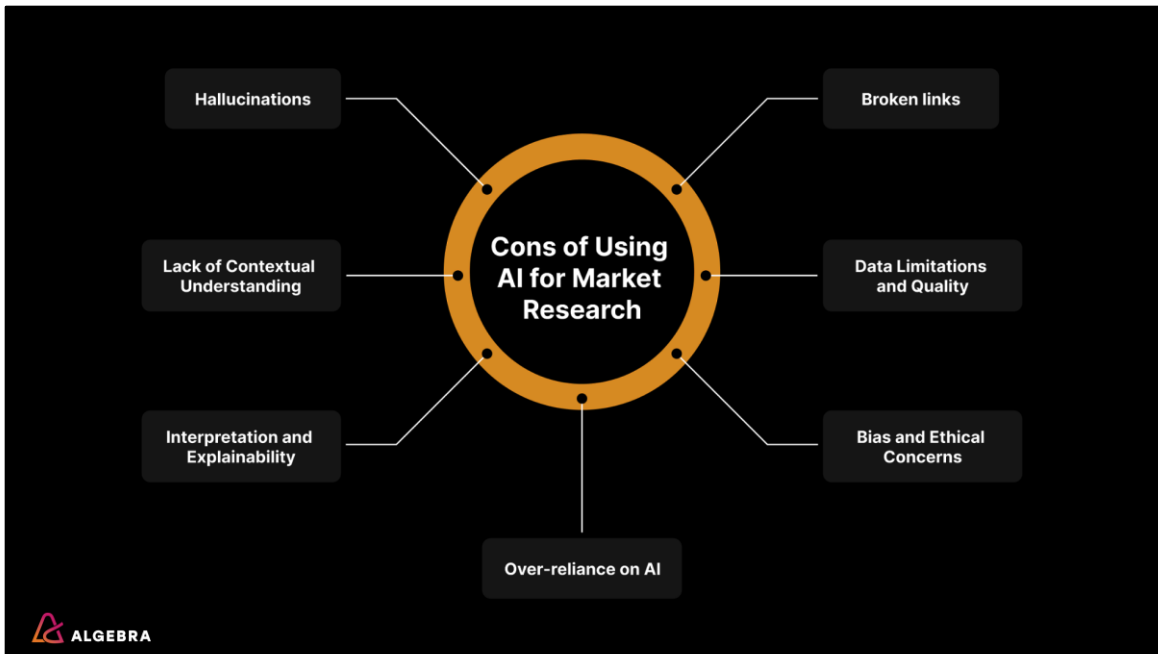 Hallucinations
Broken links
Cons of Using
AI for Market
Research
Lack of Contextual
Understanding
Data Limitations
and Quality
Interpretation and
Explainability
Bias and Ethical
Concerns
Over-reliance on AI
ALGEBRA